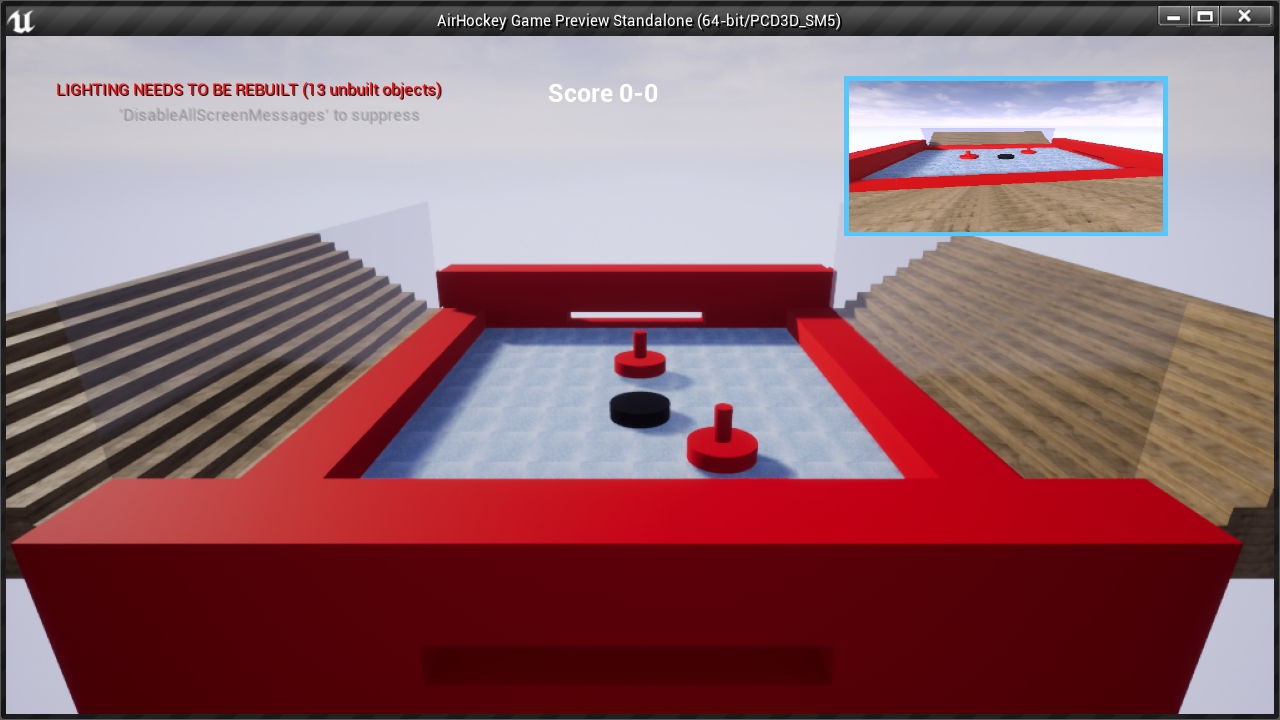 AirHockey Game Preview Standalone (64-bit/PCD3D_SM5)
LIGHTING NEEDS TO BE REBUILT (13 unbuilt objects)
'DisableAllScreenMessages' to suppress
Score 0-0